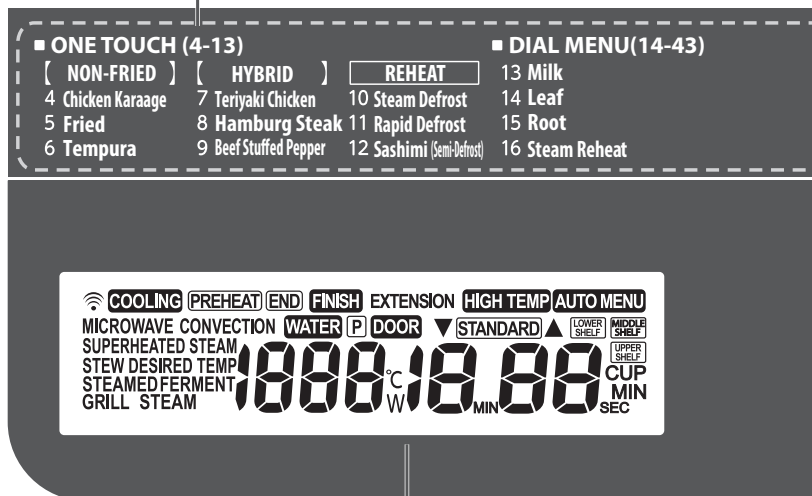 ■ ONE TOUCH (4-13) ■ DIAL MENU(14-43)
【 NON-FRIED 】【 HYBRID 】 REHEAT 13 Milk
4 Chicken Karaage 7 Teriyaki Chicken 10 Steam Defrost 14 Leaf
5 Fried 8 Hamburg Steak 11 Rapid Defrost 15 Root
6 Tempura 9 Beef Stuffed Pepper 12 Sashimi (Semi-Defrost) 16 Steam Reheat
COOLING PREHEAT END FINISH EXTENSION HIGH TEMP AUTO MENU
MICROWAVE CONVECTION WATER P DOOR ▼ STANDARD ▲ LOWER SHELF MIDDLE SHELF
SUPERHEATED STEAM UPPER SHELF
STEW DESIRED TEMP CUP
STEAMED FERMENT 1888 °C W 18 MIN 88 SEC MIN
GRILL STEAM